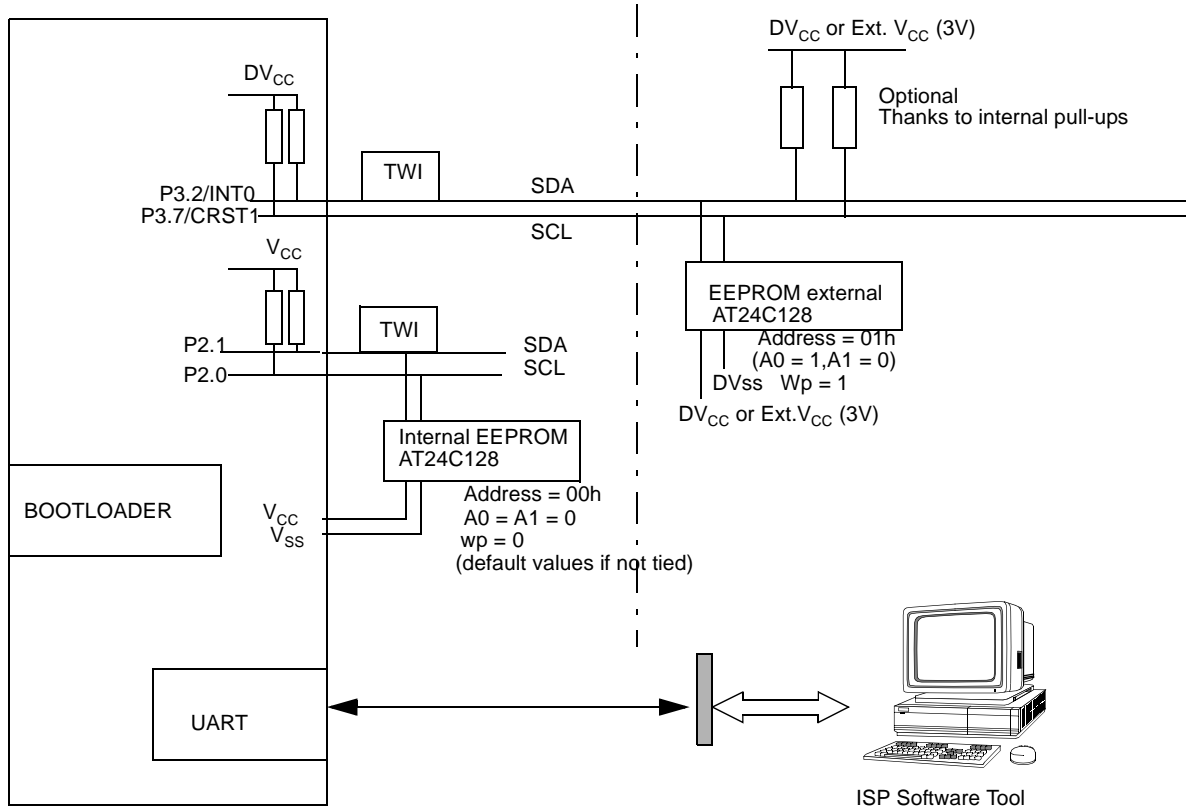 DVCC or Ext. VCC (3V)
DVCC
Optional
Thanks to internal pull-ups
TWI
SDA
P3.2/INT0
P3.7/CRST1
SCL
VCC
EEPROM external
AT24C128
TWI
Address = 01h
P2.1
SDA
(A0 = 1,A1 = 0)
P2.0
SCL
DVss Wp = 1
DVCC or Ext.VCC (3V)
Internal EEPROM
AT24C128
Address = 00h
BOOTLOADER
VCC
A0 = A1 = 0
VSS
wp = 0
(default values if not tied)
UART
ISP Software Tool